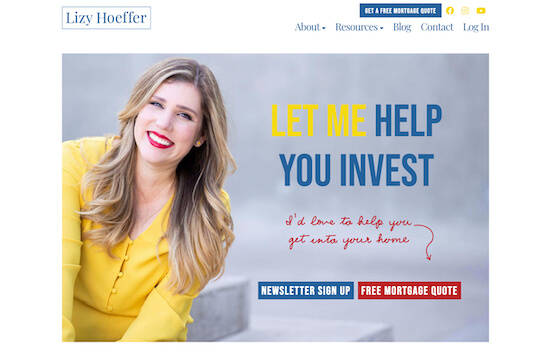 Lizy Hoeffer
GET A FREE MORTGAGE QUOTE
About Resources Blog Contact Log In
LET ME HELP
YOU INVEST
I'd love to help you
get into your home
NEWSLETTER SIGN UP FREE MORTGAGE QUOTE